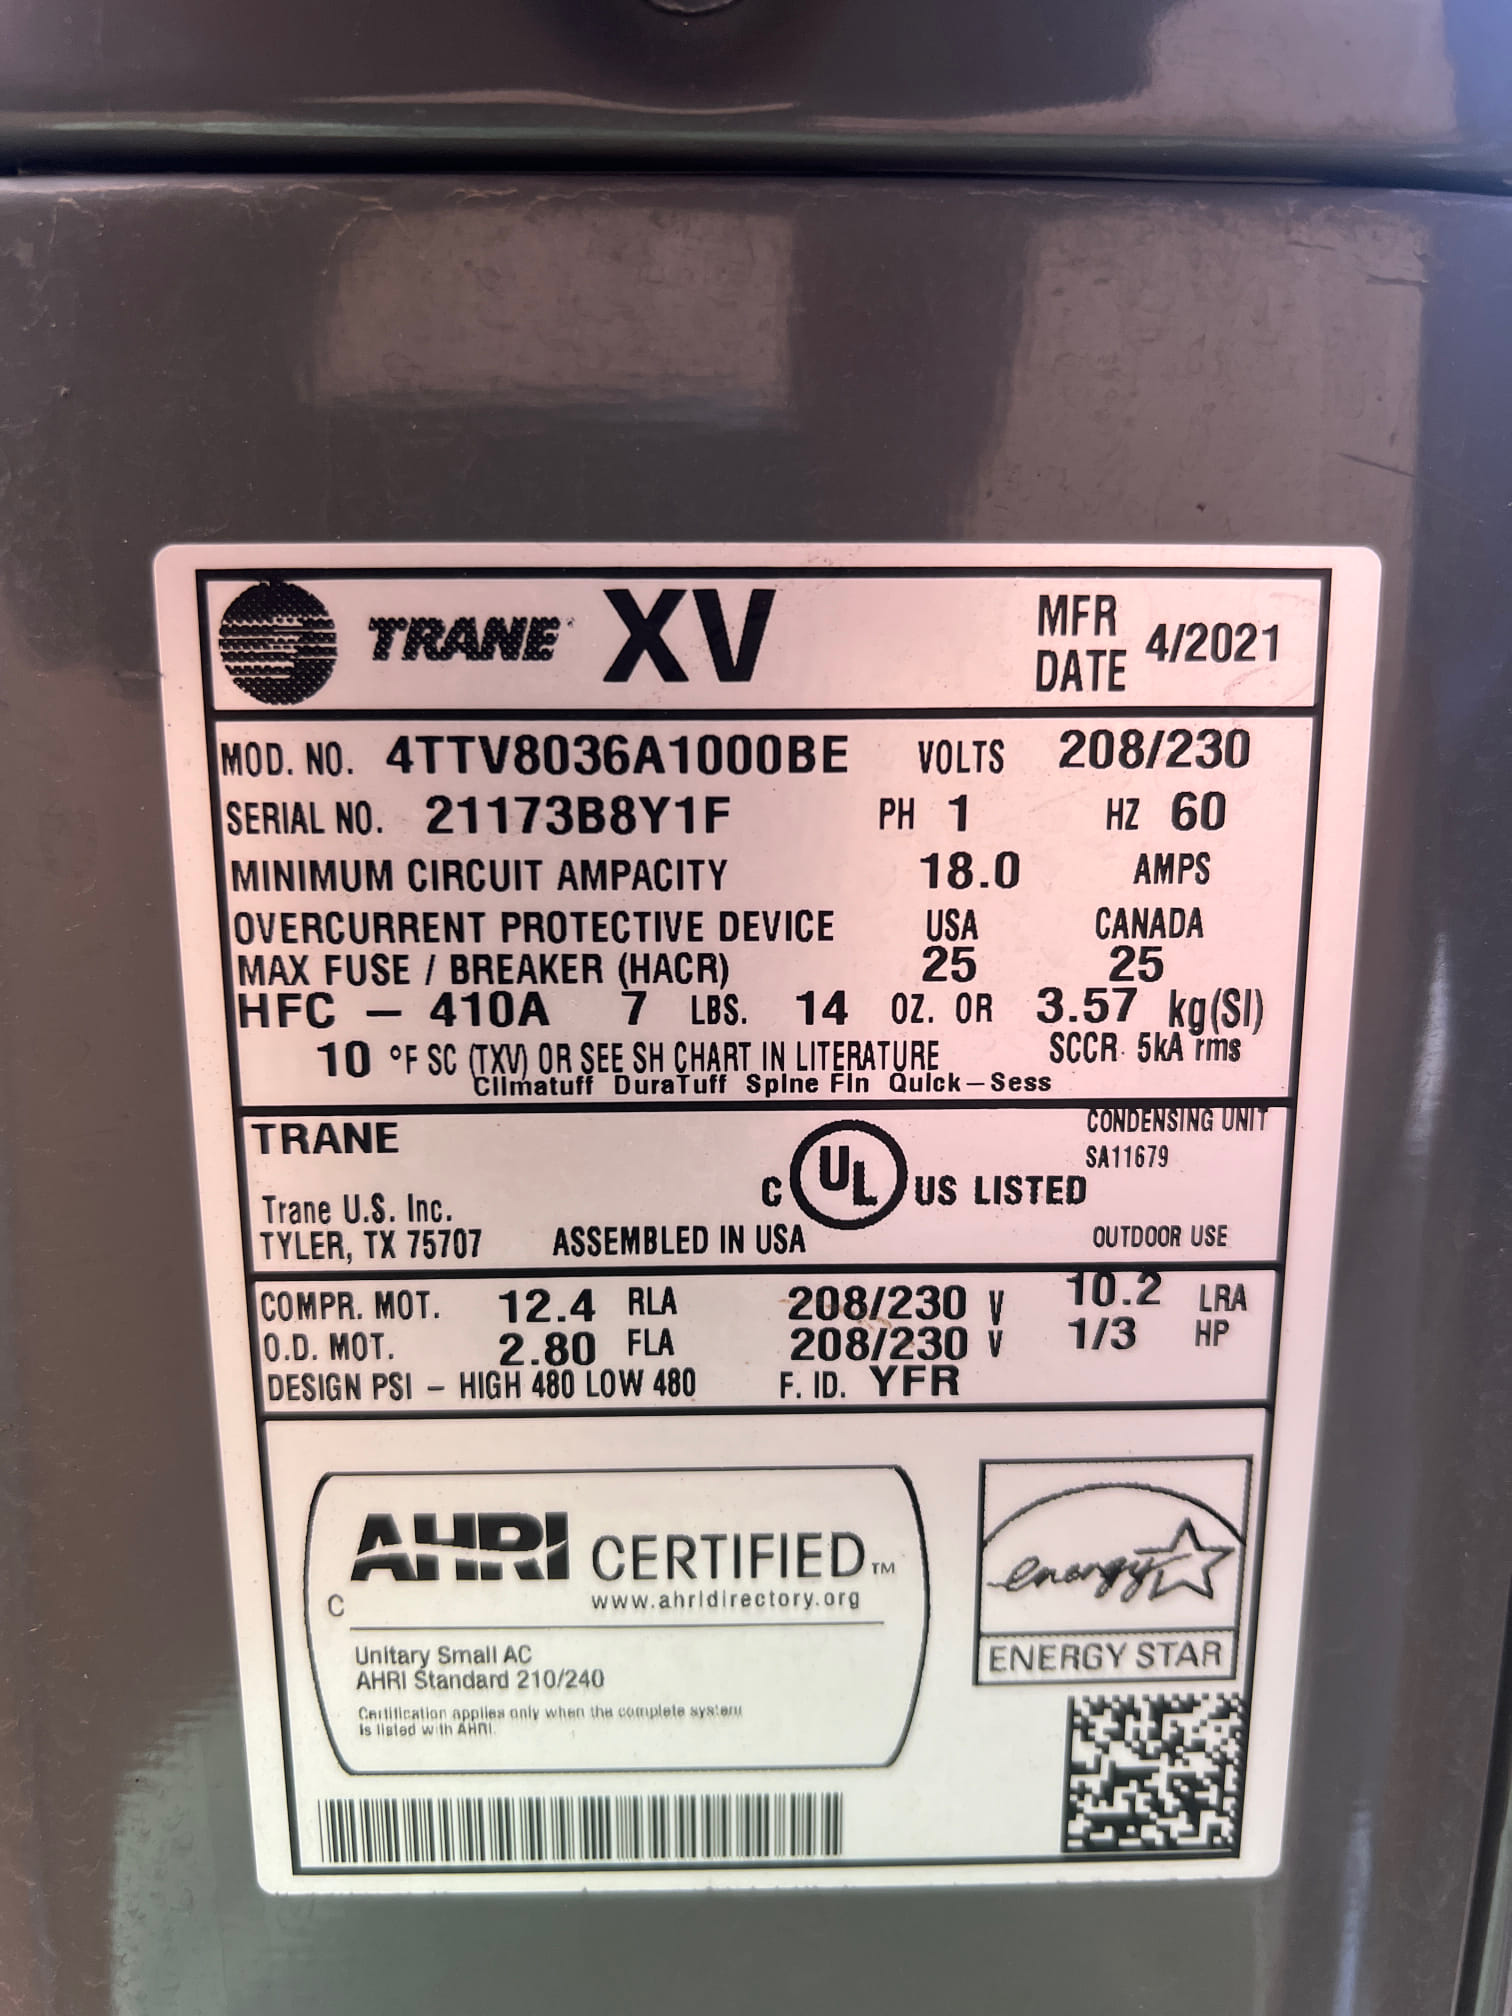 TRANE XV MFR DATE 4/2021
MOD. NO. 4TTV8036A1000BE VOLTS 208/230
SERIAL NO. 21173B8Y1F PH 1 HZ 60
MINIMUM CIRCUIT AMPACITY 18.0 AMPS
OVERCURRENT PROTECTIVE DEVICE USA CANADA
MAX FUSE / BREAKER (HACR) 25 25
HFC - 410A 7 LBS. 14 OZ. OR 3.57 kg(SI)
10 °F SC (TXV) OR SEE SH CHART IN LITERATURE SCCR 5kA rms
Climatuff DuraTuff Spine Fin Quick-Sess
TRANE
CONDENSING UNIT
SA11679
C UL US LISTED
Trane U.S. Inc.
TYLER, TX 75707 ASSEMBLED IN USA OUTDOOR USE
COMPR. MOT. 12.4 RLA 208/230 V 10.2 LRA
O.D. MOT. 2.80 FLA 208/230 V 1/3 HP
DESIGN PSI - HIGH 480 LOW 480 F. ID. YFR
C AHRI CERTIFIED TM
www.ahridirectory.org
Unitary Small AC
AHRI Standard 210/240
Certification applies only when the complete system
is listed with AHRI.
energy
ENERGY STAR